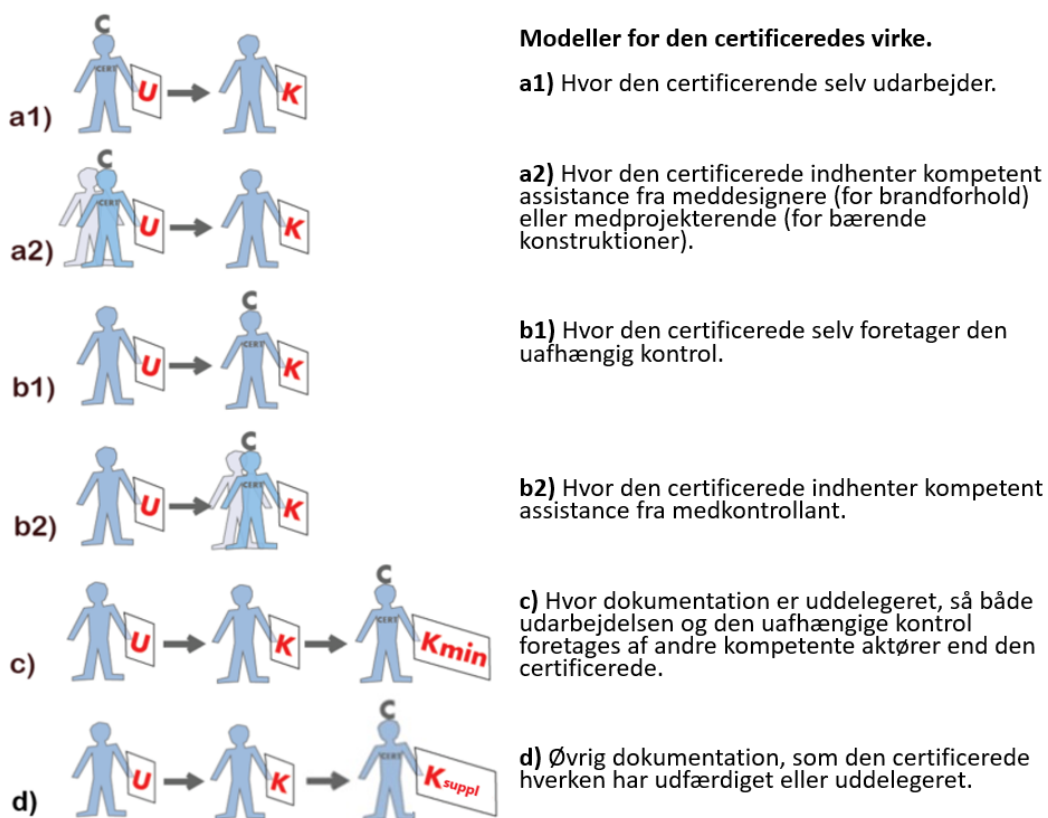 Modeller for den certificeredes virke.
C
CERT
U
K
a1)
a1) Hvor den certificerende selv udarbejder.
C
CERT
U
K
a2)
a2) Hvor den certificerede indhenter kompetent
assistance fra meddesignere (for brandforhold)
eller medprojekterende (for bærende
konstruktioner).
C
U
CERT
K
b1)
b1) Hvor den certificerede selv foretager den
uafhængig kontrol.
C
U
CERT
K
b2)
b2) Hvor den certificerede indhenter kompetent
assistance fra medkontrollant.
C
U
K
CERT
Kmin
c)
c) Hvor dokumentation er uddelegeret, så både
udarbejdelsen og den uafhængige kontrol
foretages af andre kompetente aktører end den
certificerede.
C
U
K
CERT
Ksuppl
d)
d) Øvrig dokumentation, som den certificerede
hverken har udfærdiget eller uddelegeret.